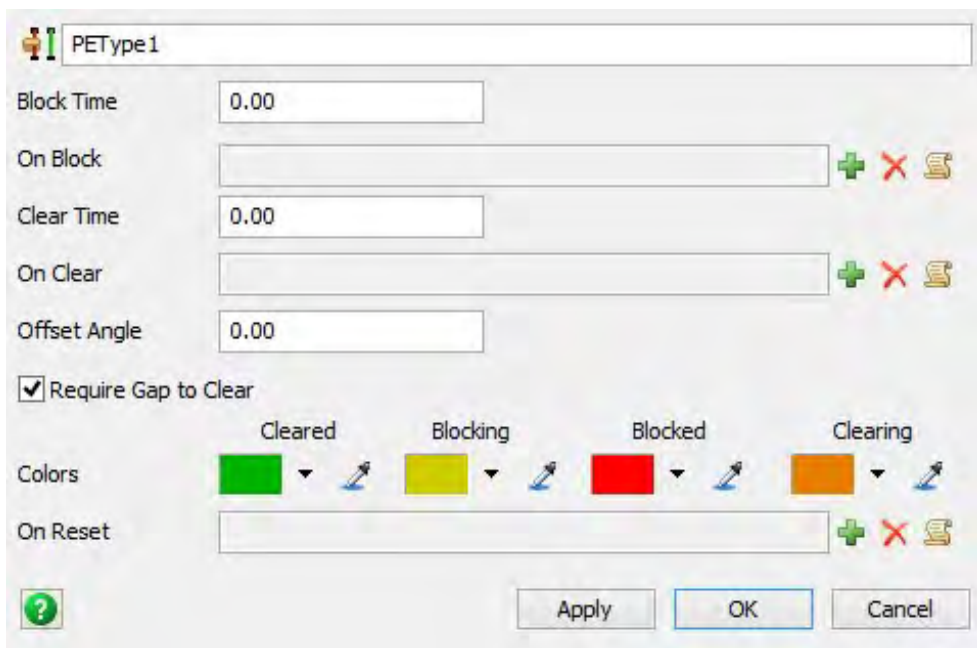 PEType1
Block Time 0.00
On Block
Clear Time 0.00
On Clear
Offset Angle 0.00
Require Gap to Clear
Cleared Blocking Blocked Clearing
Colors
On Reset
? Apply OK Cancel